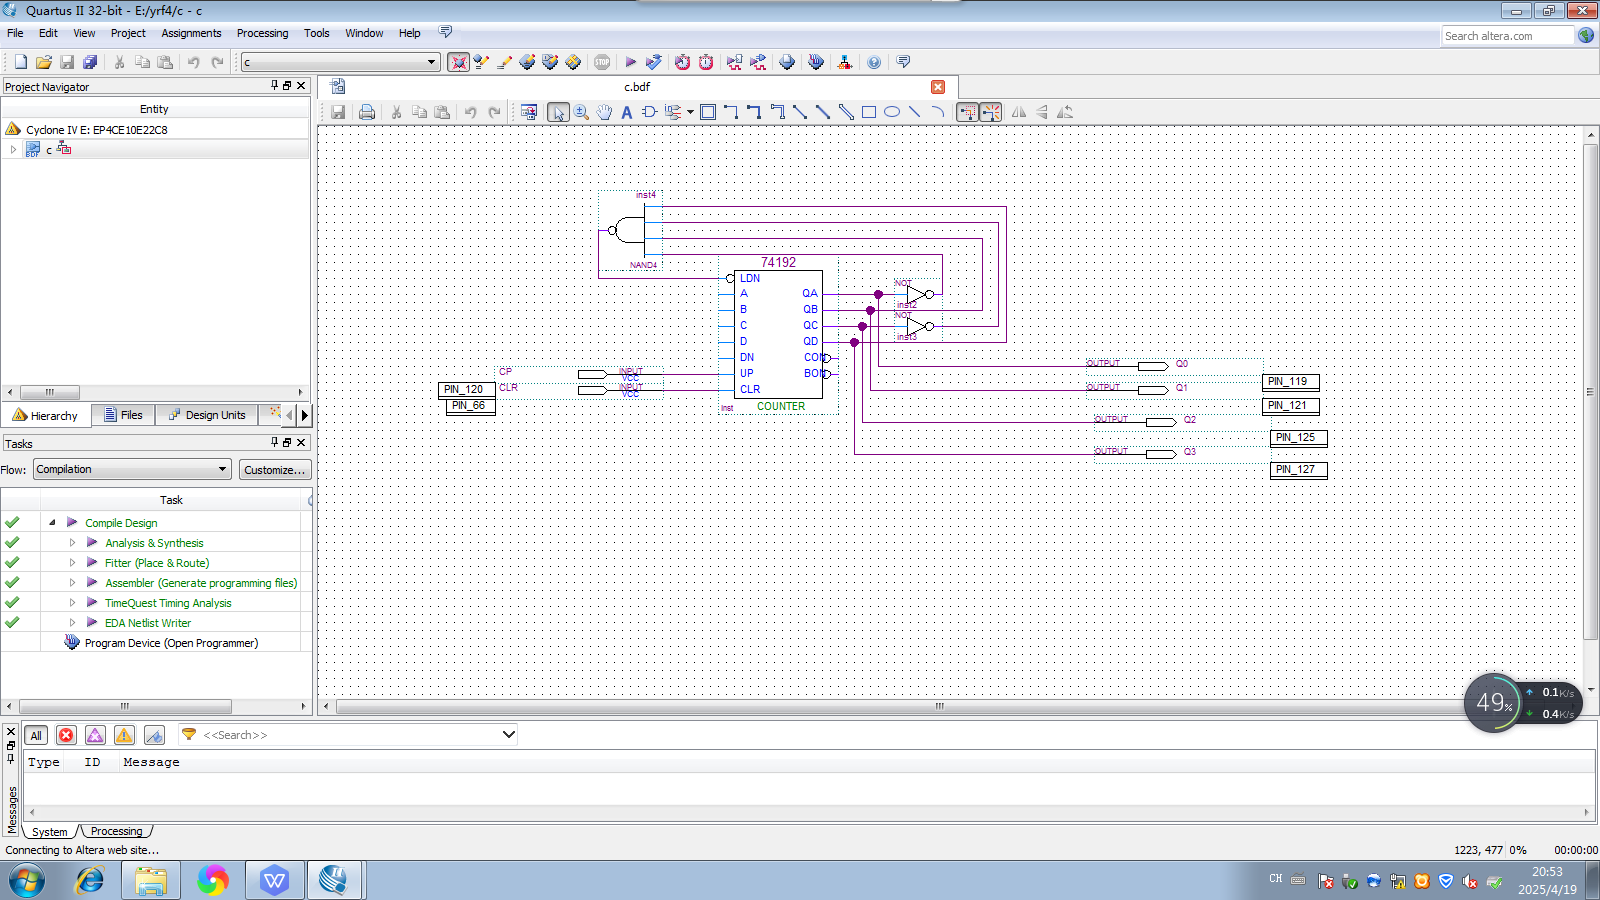 Quartus II 32-bit - E:/yrf4/c - c
File Edit View Project Assignments Processing Tools Window Help
Search altera.com
c
Project Navigator
c.bdf
Entity
Cyclone IV E: EP4CE10E22C8
c
Hierarchy Files Design Units
Tasks
Flow: Compilation Customize...
Task
Compile Design
Analysis & Synthesis
Fitter (Place & Route)
Assembler (Generate programming files)
TimeQuest Timing Analysis
EDA Netlist Writer
Program Device (Open Programmer)
inst4
NAND4
74192
LDN
A QA
B QB
C QC
D QD
DN CON
UP BON
CLR
inst COUNTER
NOT
inst2
NOT
inst3
CP INPUT
VCC
CLR INPUT
VCC
PIN_120
PIN_66
OUTPUT Q0
PIN_119
OUTPUT Q1
PIN_121
OUTPUT Q2
PIN_125
OUTPUT Q3
PIN_127
49%
0.1K/s
0.4K/s
All <<Search>>
Type ID Message
Messages
System Processing
Connecting to Altera web site...
1223, 477 0% 00:00:00
CH
20:53
2025/4/19